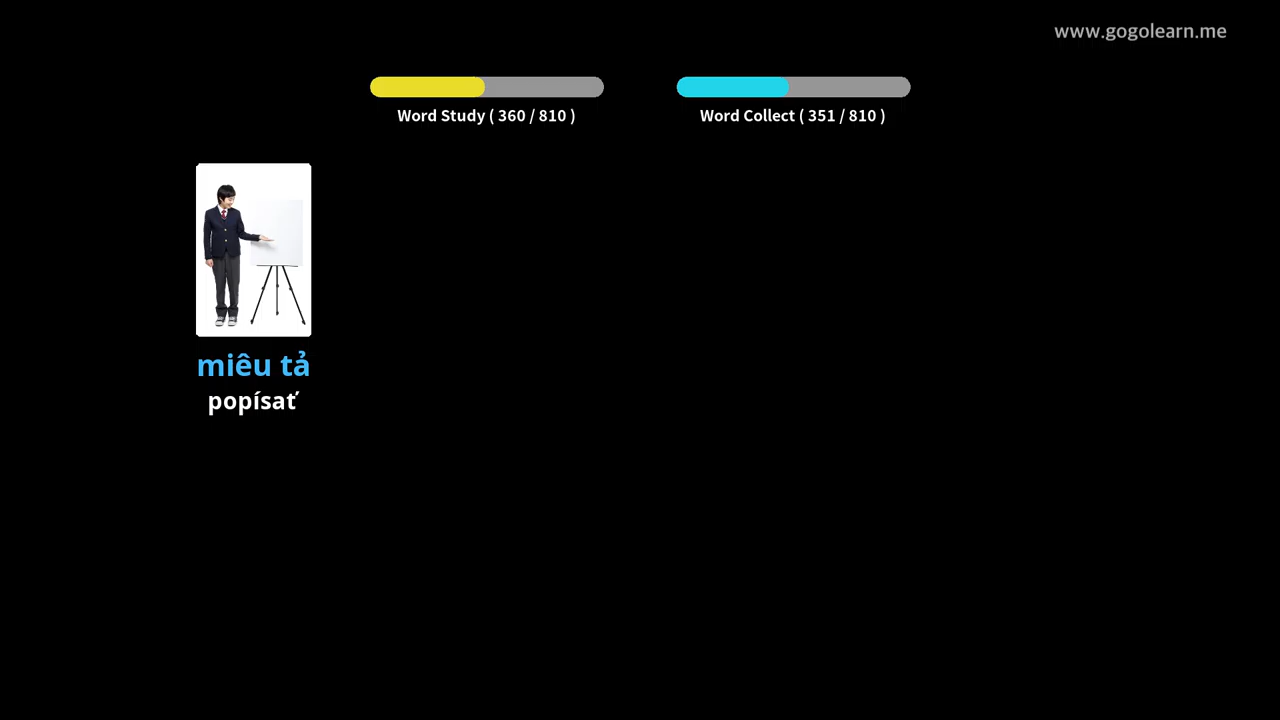 www.gogolearn.me
Word Study ( 360 / 810 )
Word Collect ( 351 / 810 )
miêu tả
popísať